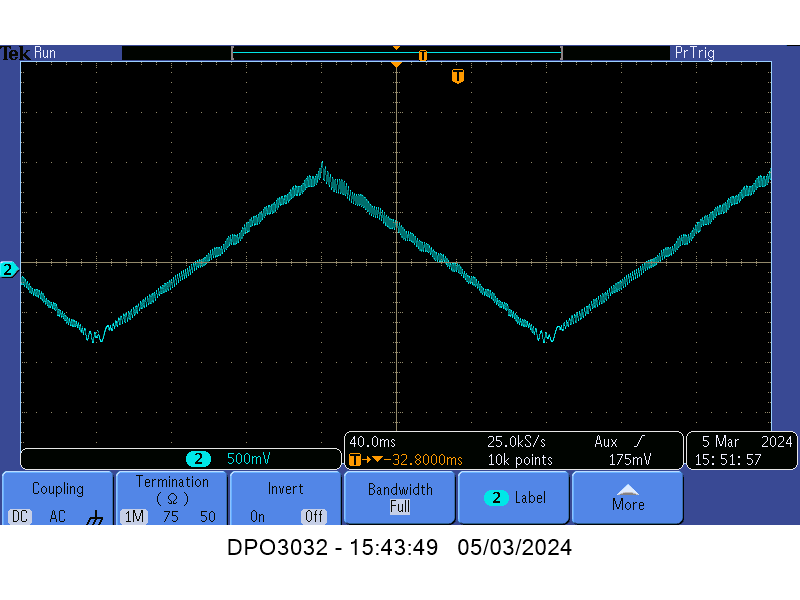 Tek Run
PrTrig
T
T
2
2 500mV
40.0ms 25.0kS/s Aux
T→▼-32.8000ms 10k points 175mV
5 Mar 2024
15:51:57
Coupling
DC AC
Termination
(Ω)
1M 75 50
Invert
On Off
Bandwidth
Full
2 Label
More
DPO3032 - 15:43:49 05/03/2024